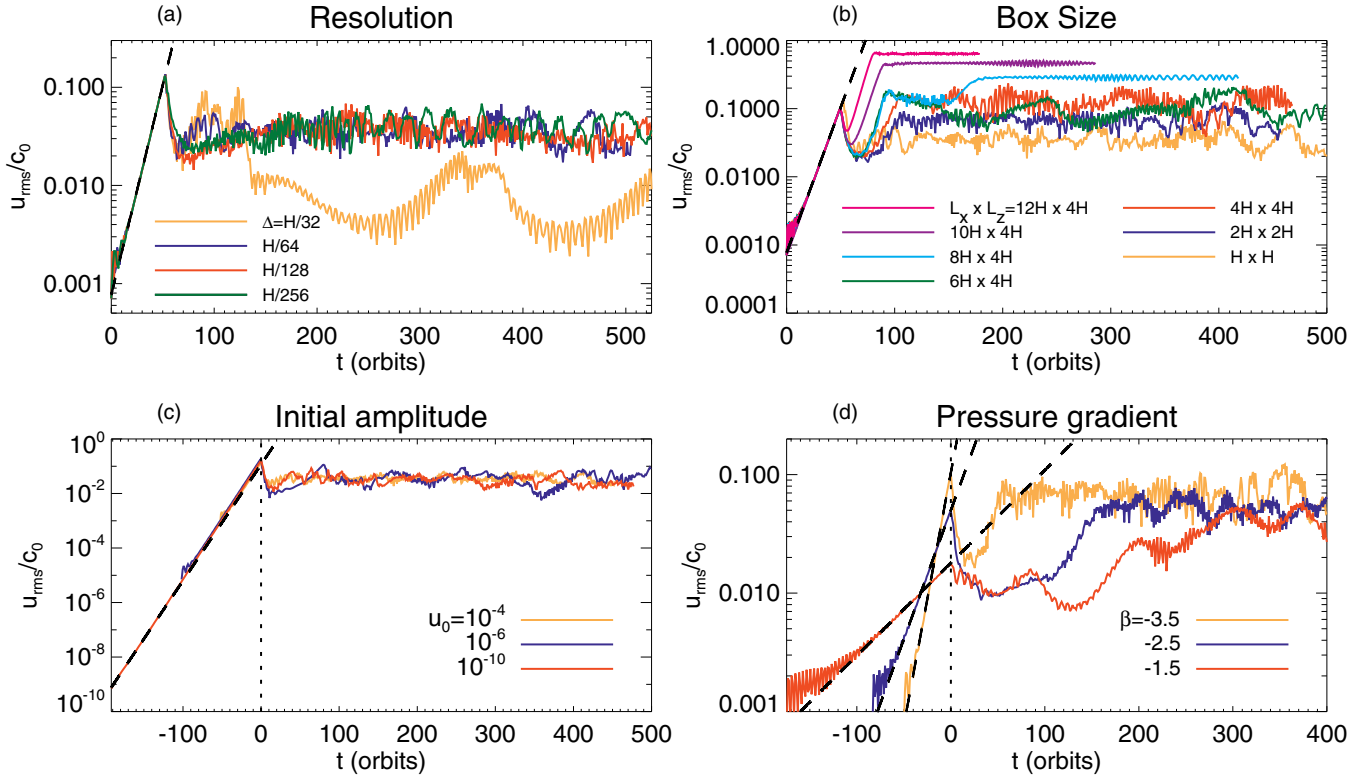 (a) Resolution
u_rms/c_0
0.100
0.010
0.001
Δ=H/32
H/64
H/128
H/256
0 100 200 300 400 500
t (orbits)
(b) Box Size
u_rms/c_0
1.0000
0.1000
0.0100
0.0010
0.0001
L_x x L_z=12H x 4H
10H x 4H
8H x 4H
6H x 4H
4H x 4H
2H x 2H
H x H
0 100 200 300 400 500
t (orbits)
(c) Initial amplitude
u_rms/c_0
10^0
10^-2
10^-4
10^-6
10^-8
10^-10
u_0=10^-4
10^-6
10^-10
-100 0 100 200 300 400 500
t (orbits)
(d) Pressure gradient
u_rms/c_0
0.100
0.010
0.001
β=-3.5
-2.5
-1.5
-100 0 100 200 300 400
t (orbits)